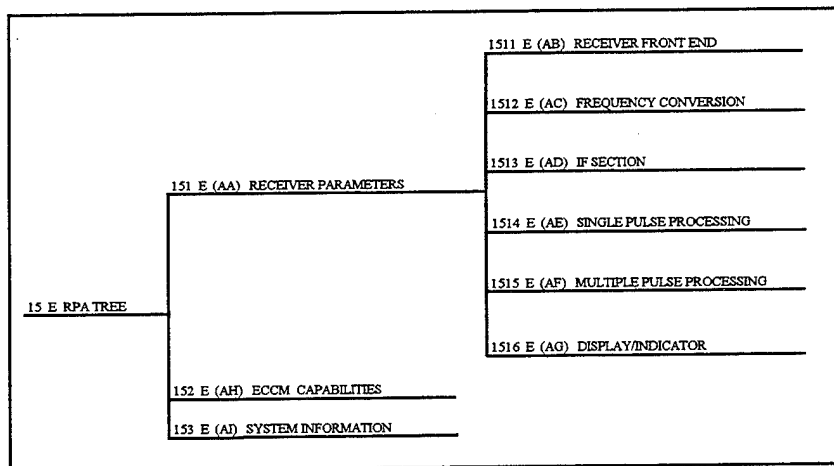 1511 E (AB) RECEIVER FRONT END
1512 E (AC) FREQUENCY CONVERSION
1513 E (AD) IF SECTION
151 E (AA) RECEIVER PARAMETERS
1514 E (AE) SINGLE PULSE PROCESSING
1515 E (AF) MULTIPLE PULSE PROCESSING
15 E RPA TREE
1516 E (AG) DISPLAY/INDICATOR
152 E (AH) ECCM CAPABILITIES
153 E (AI) SYSTEM INFORMATION